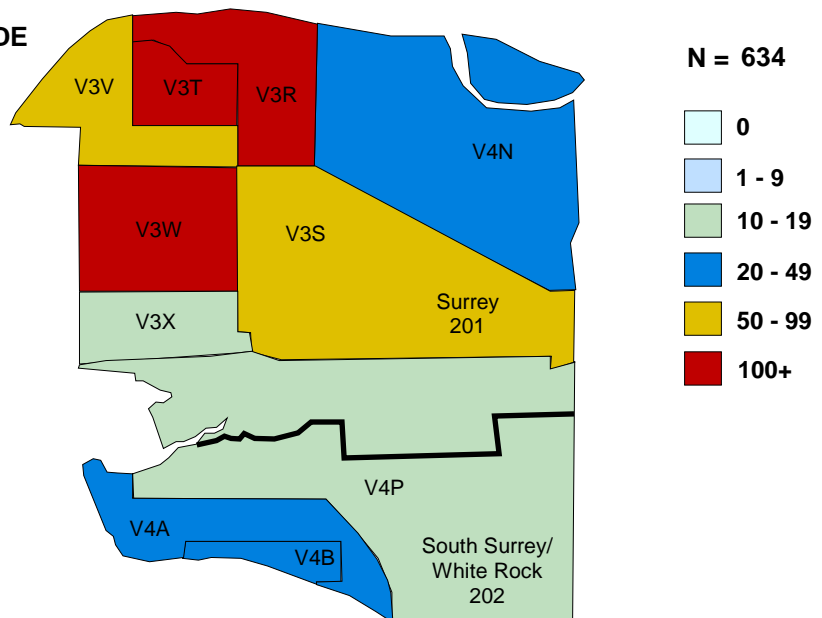 DE
N = 634
0
1 - 9
10 - 19
20 - 49
50 - 99
100+
V3V
V3T
V3R
V4N
V3W
V3S
V3X
Surrey
201
V4P
V4A
V4B
South Surrey/
White Rock
202